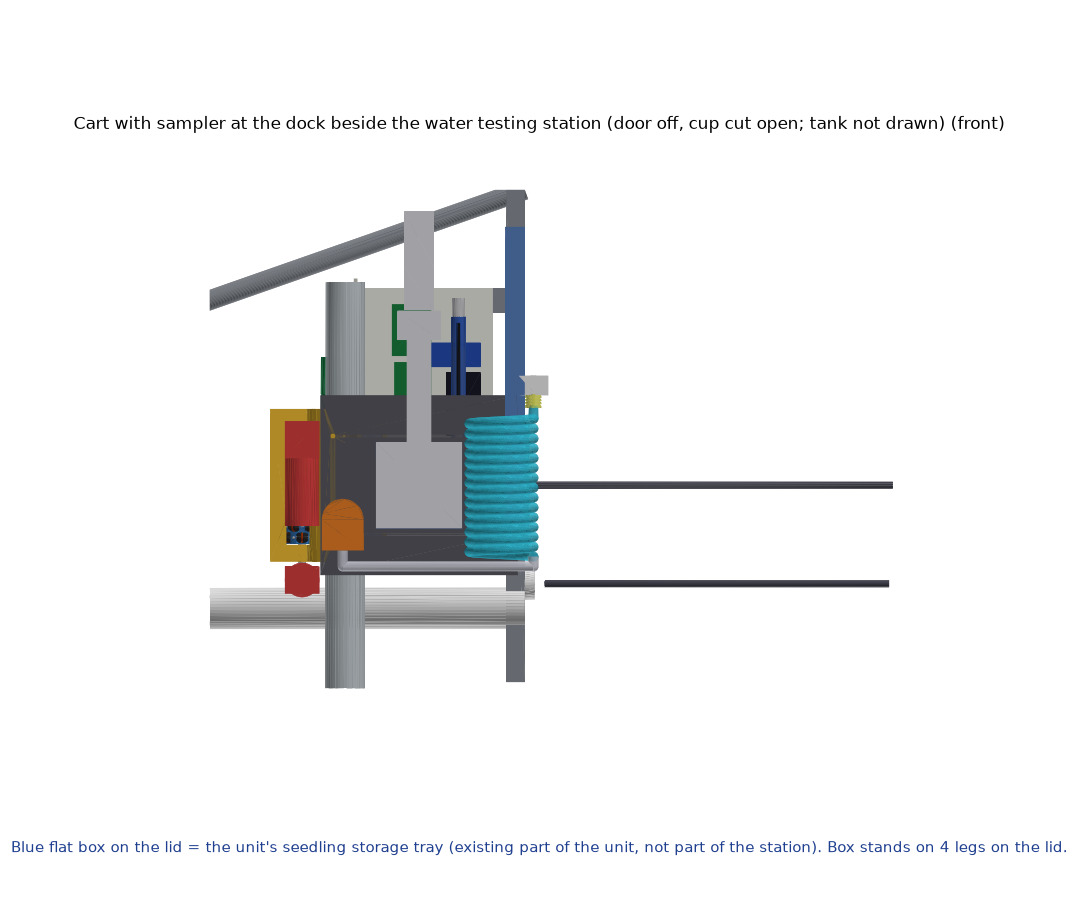 Cart with sampler at the dock beside the water testing station (door off, cup cut open; tank not drawn) (front)
Blue flat box on the lid = the unit's seedling storage tray (existing part of the unit, not part of the station). Box stands on 4 legs on the lid.